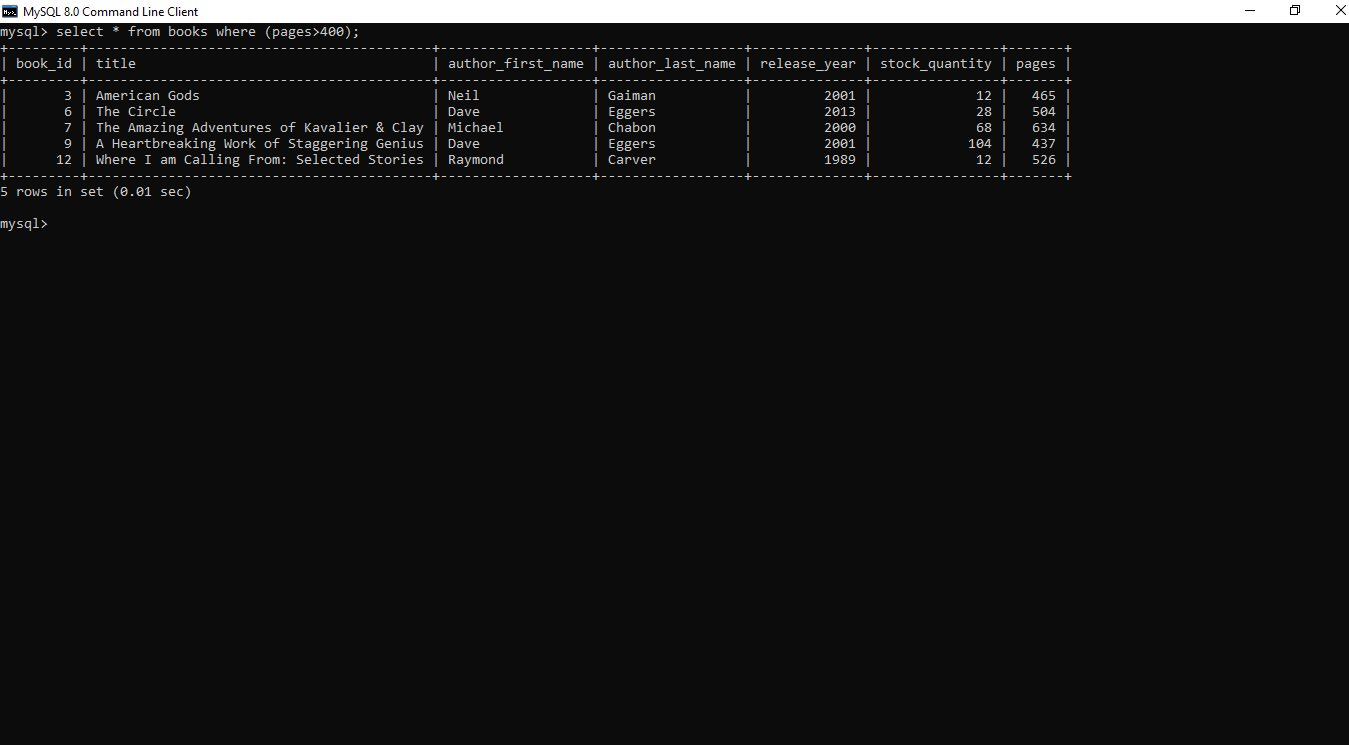 MySQL 8.0 Command Line Client
mysql> select * from books where (pages>400);
+---------+-------------------------------------------+-------------------+------------------+--------------+----------------+-------+
| book_id | title                                     | author_first_name | author_last_name | release_year | stock_quantity | pages |
+---------+-------------------------------------------+-------------------+------------------+--------------+----------------+-------+
|       3 | American Gods                             | Neil              | Gaiman           |         2001 |             12 |   465 |
|       6 | The Circle                                | Dave              | Eggers           |         2013 |             28 |   504 |
|       7 | The Amazing Adventures of Kavalier & Clay | Michael           | Chabon           |         2000 |             68 |   634 |
|       9 | A Heartbreaking Work of Staggering Genius | Dave              | Eggers           |         2001 |            104 |   437 |
|      12 | Where I am Calling From: Selected Stories | Raymond           | Carver           |         1989 |             12 |   526 |
+---------+-------------------------------------------+-------------------+------------------+--------------+----------------+-------+
5 rows in set (0.01 sec)
mysql>